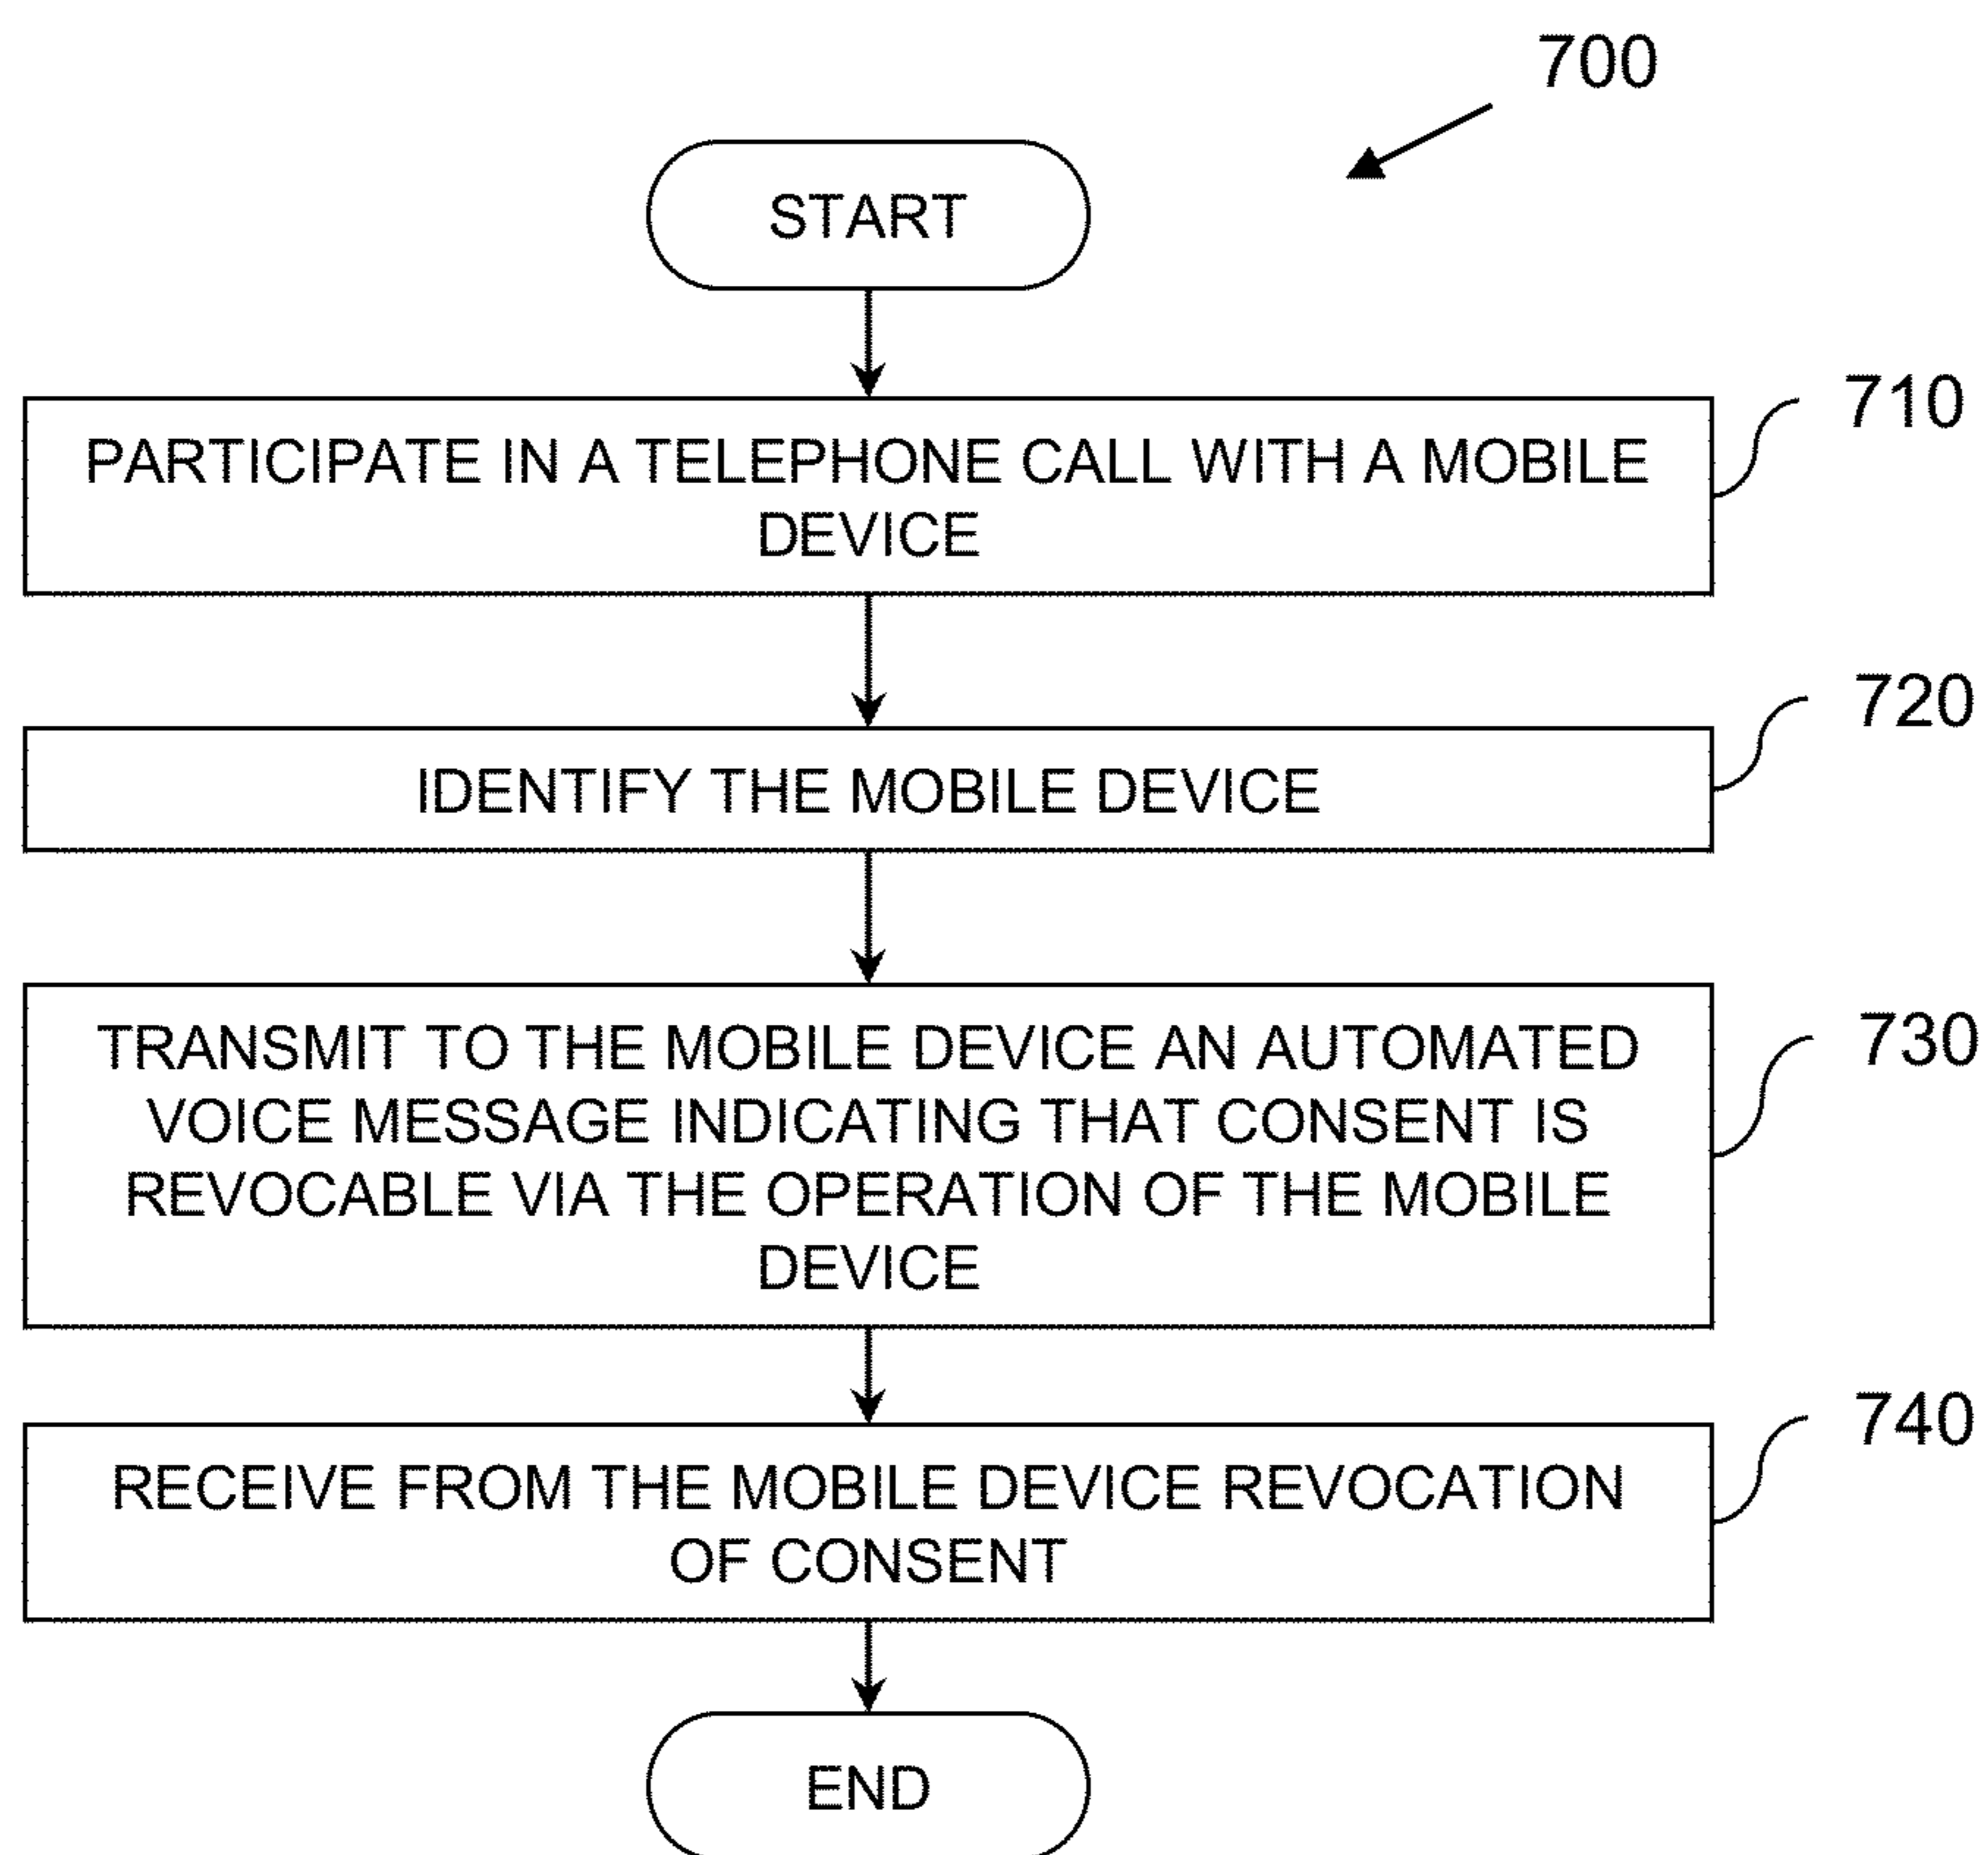 700
START
710
PARTICIPATE IN A TELEPHONE CALL WITH A MOBILE
DEVICE
720
IDENTIFY THE MOBILE DEVICE
730
TRANSMIT TO THE MOBILE DEVICE AN AUTOMATED
VOICE MESSAGE INDICATING THAT CONSENT IS
REVOCABLE VIA THE OPERATION OF THE MOBILE
DEVICE
740
RECEIVE FROM THE MOBILE DEVICE REVOCATION
OF CONSENT
END